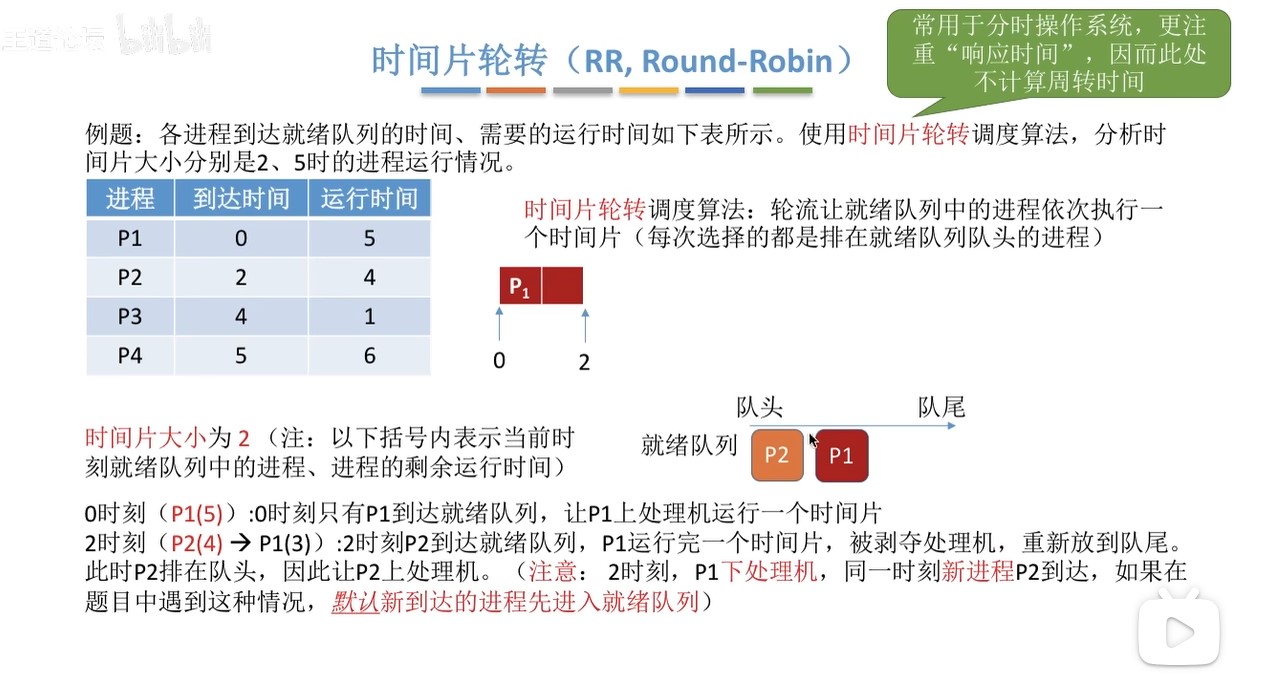 王道论坛 bilibili
常用于分时操作系统，更注
重“响应时间”，因而此处
不计算周转时间
时间片轮转（RR, Round-Robin）
例题：各进程到达就绪队列的时间、需要的运行时间如下表所示。使用时间片轮转调度算法，分析时
间片大小分别是2、5时的进程运行情况。
进程 到达时间 运行时间
P1 0 5
P2 2 4
P3 4 1
P4 5 6
时间片轮转调度算法：轮流让就绪队列中的进程依次执行一
个时间片（每次选择的都是排在就绪队列队头的进程）
P1
0 2
队头 队尾
就绪队列 P2 P1
时间片大小为 2 （注：以下括号内表示当前时
刻就绪队列中的进程、进程的剩余运行时间）
0时刻（P1(5)）:0时刻只有P1到达就绪队列，让P1上处理机运行一个时间片
2时刻（P2(4) → P1(3)）:2时刻P2到达就绪队列，P1运行完一个时间片，被剥夺处理机，重新放到队尾。
此时P2排在队头，因此让P2上处理机。（注意： 2时刻，P1下处理机，同一时刻新进程P2到达，如果在
题目中遇到这种情况，默认新到达的进程先进入就绪队列）